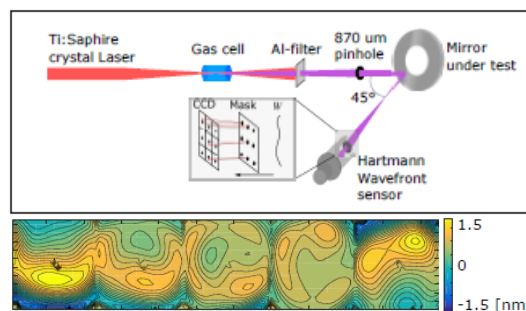 Ti:Saphire
crystal Laser
Gas cell
Al-filter
870 um
pinhole
Mirror
under test
45°
CCD
Mask
w
Hartmann
Wavefront
sensor
1.5
0
-1.5 [nm